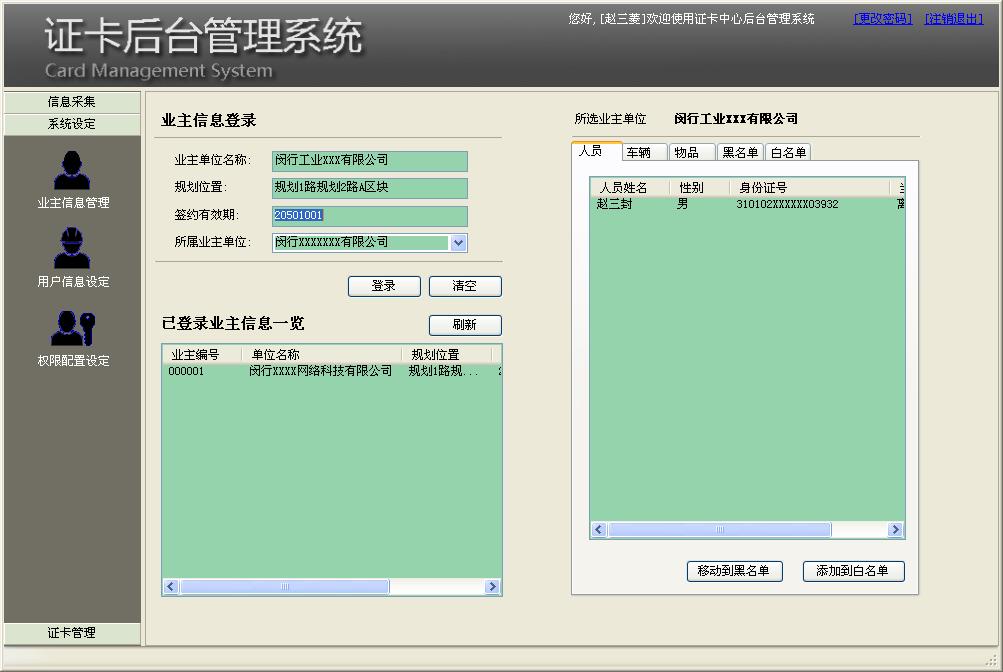 证卡后台管理系统
Card Management System
您好, [赵三菱]欢迎使用证卡中心后台管理系统
[更改密码]
[注销退出]
信息采集
系统设定
业主信息管理
用户信息设定
权限配置设定
证卡管理
业主信息登录
业主单位名称:
闵行工业XXX有限公司
规划位置:
规划1路规划2路A区块
签约有效期:
20501001
所属业主单位:
闵行XXXXXXX有限公司
登录
清空
已登录业主信息一览
刷新
业主编号 单位名称 规划位置
000001 闵行XXXX网络科技有限公司 规划1路规...
所选业主单位 闵行工业XXX有限公司
人员 车辆 物品 黑名单 白名单
人员姓名 性别 身份证号
赵三封 男 310102XXXXXX03932
移动到黑名单
添加到白名单